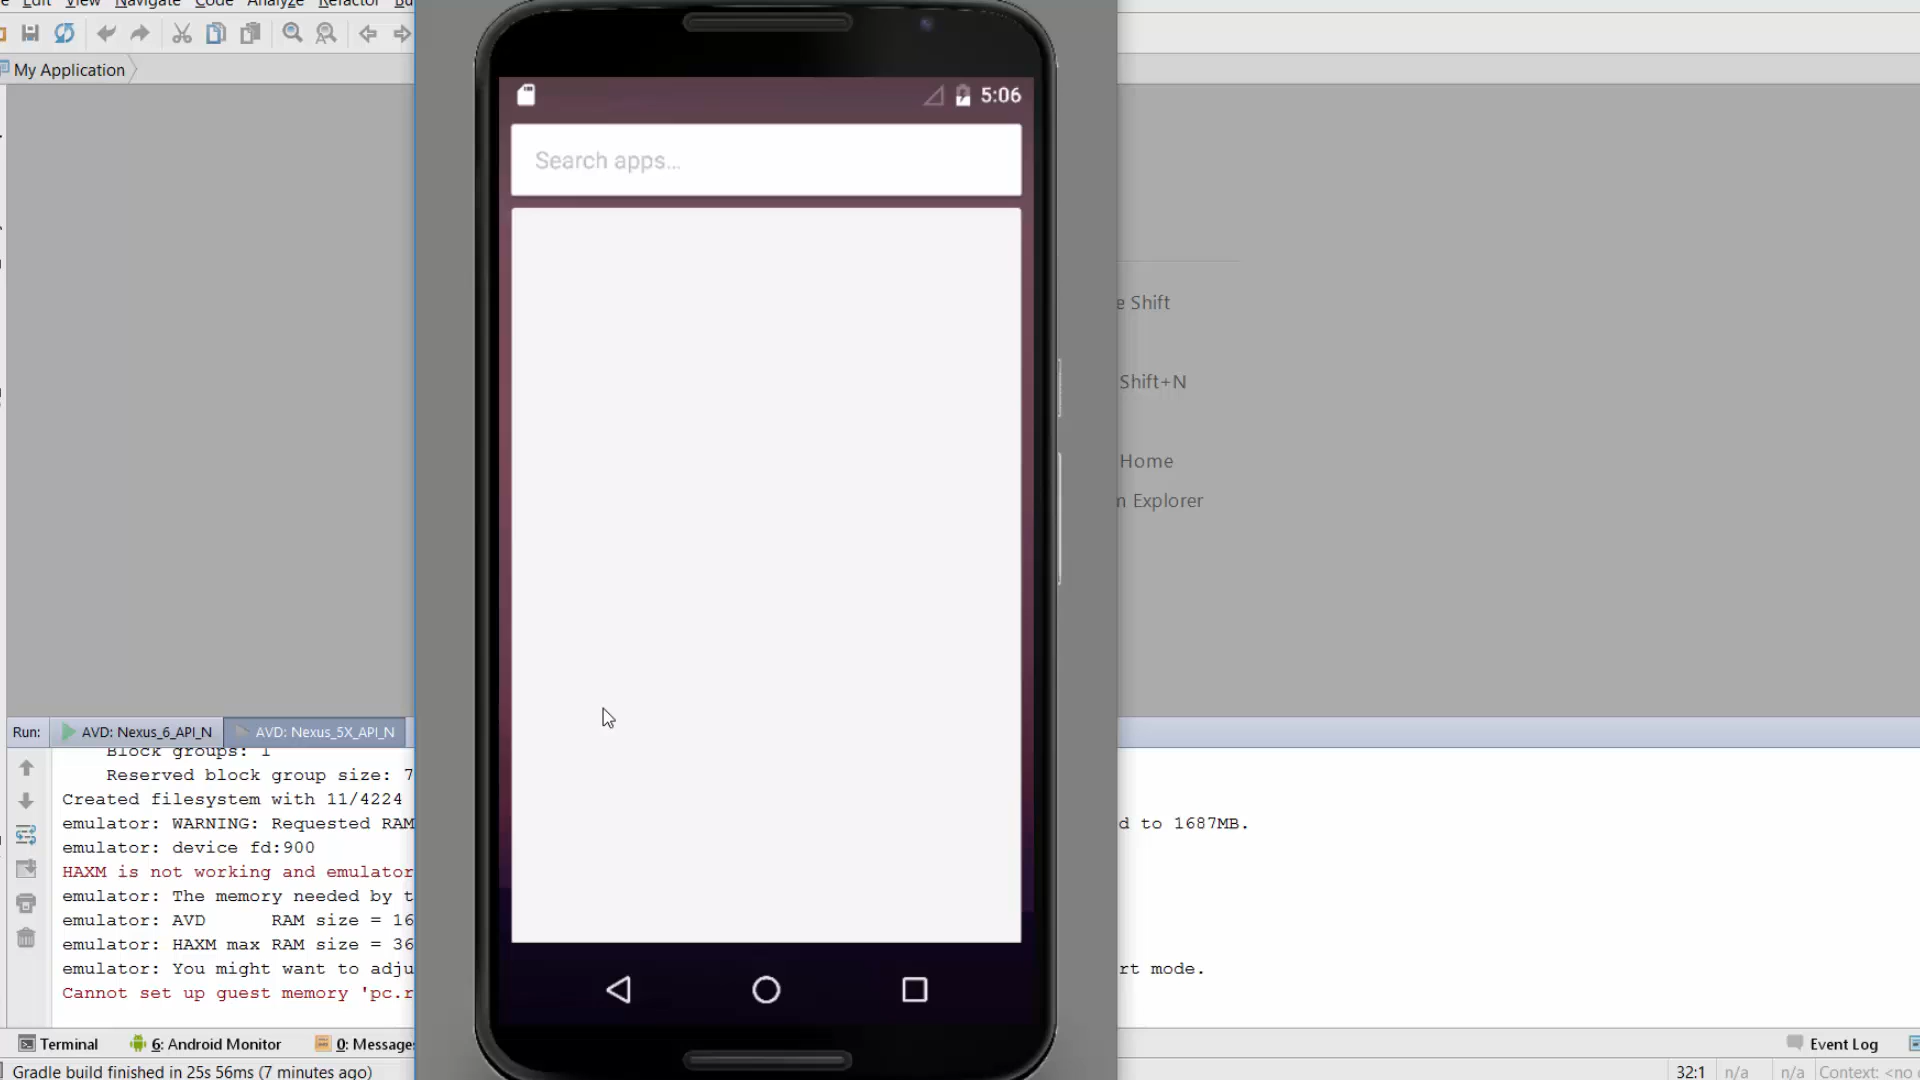 Edit View Navigate Code Analyze Refactor Bu
My Application
5:06
Search apps...
e Shift
Shift+N
Home
n Explorer
Run: AVD: Nexus_6_API_N AVD: Nexus_5X_API_N
Block groups: 1
Reserved block group size: 7
Created filesystem with 11/4224
emulator: WARNING: Requested RAM
d to 1687MB.
emulator: device fd:900
HAXM is not working and emulator
emulator: The memory needed by t
emulator: AVD RAM size = 16
emulator: HAXM max RAM size = 36
emulator: You might want to adju
rt mode.
Cannot set up guest memory 'pc.r
Terminal 6: Android Monitor 0: Messages
Event Log
Gradle build finished in 25s 56ms (7 minutes ago)
32:1 n/a n/a Context: <no